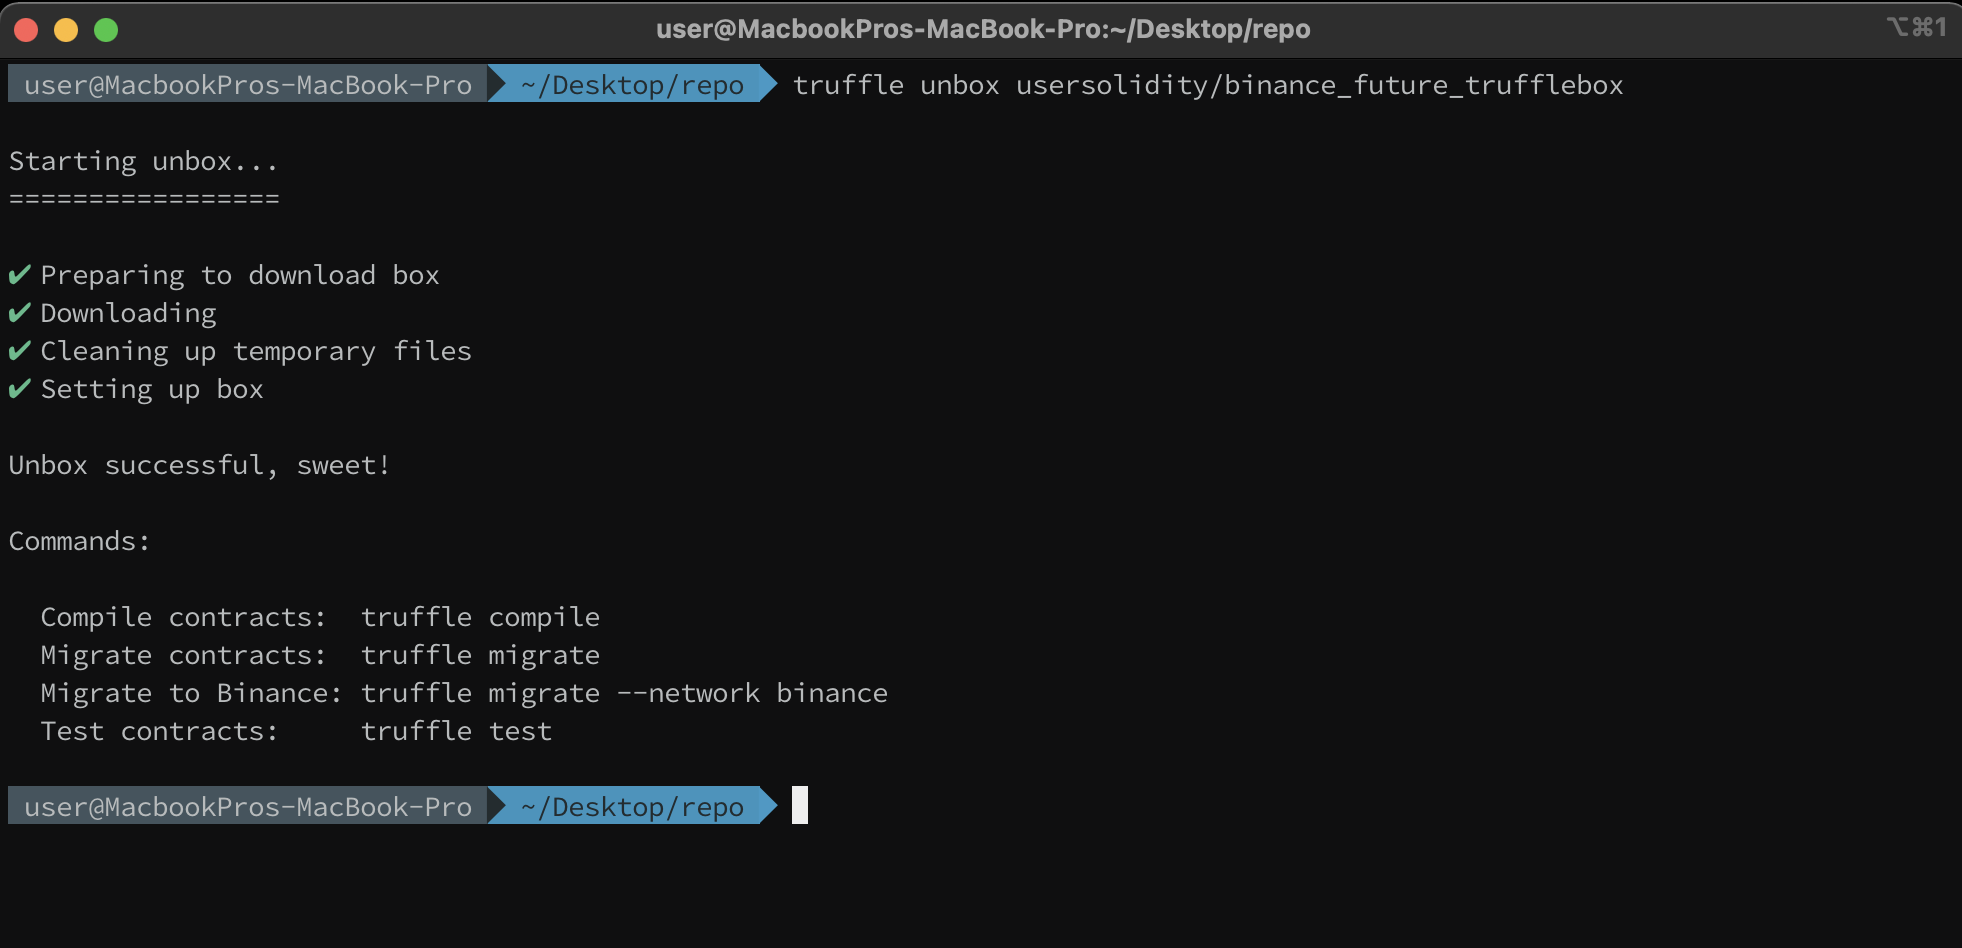 user@MacbookPros-MacBook-Pro:~/Desktop/repo ⌥⌘1
user@MacbookPros-MacBook-Pro ~/Desktop/repo truffle unbox usersolidity/binance_future_trufflebox
Starting unbox...
=================
✔ Preparing to download box
✔ Downloading
✔ Cleaning up temporary files
✔ Setting up box
Unbox successful, sweet!
Commands:
Compile contracts: truffle compile
Migrate contracts: truffle migrate
Migrate to Binance: truffle migrate --network binance
Test contracts: truffle test
user@MacbookPros-MacBook-Pro ~/Desktop/repo